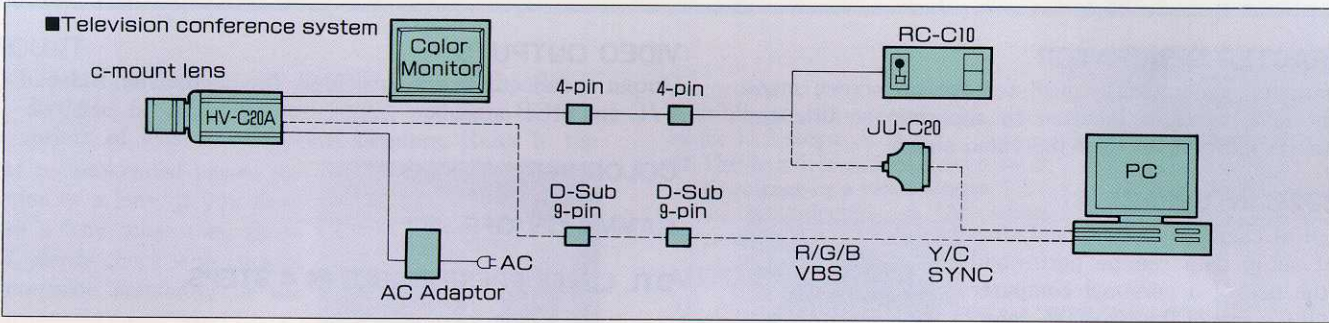 ■Television conference system
c-mount lens
HV-C20A
Color
Monitor
4-pin
4-pin
RC-C10
JU-C20
PC
D-Sub
9-pin
D-Sub
9-pin
R/G/B
VBS
Y/C
SYNC
AC
AC Adaptor